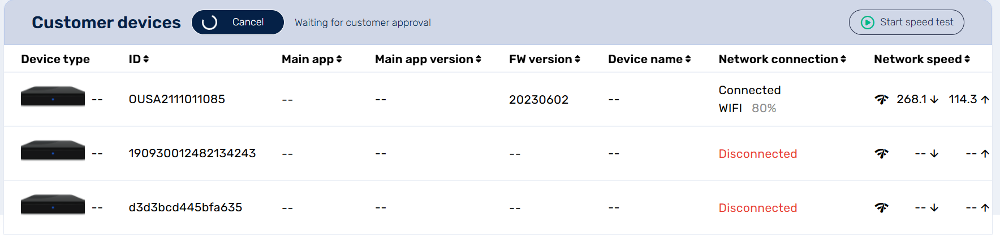 Customer devices Cancel Waiting for customer approval Start speed test
Device type ID Main app Main app version FW version Device name Network connection Network speed
-- OUSA2111011085 -- -- 20230602 -- Connected 268.1 ↓ 114.3 ↑
WIFI 80%
-- 190930012482134243 -- -- -- -- Disconnected -- ↓ -- ↑
-- d3d3bcd445bfa635 -- -- -- -- Disconnected -- ↓ -- ↑